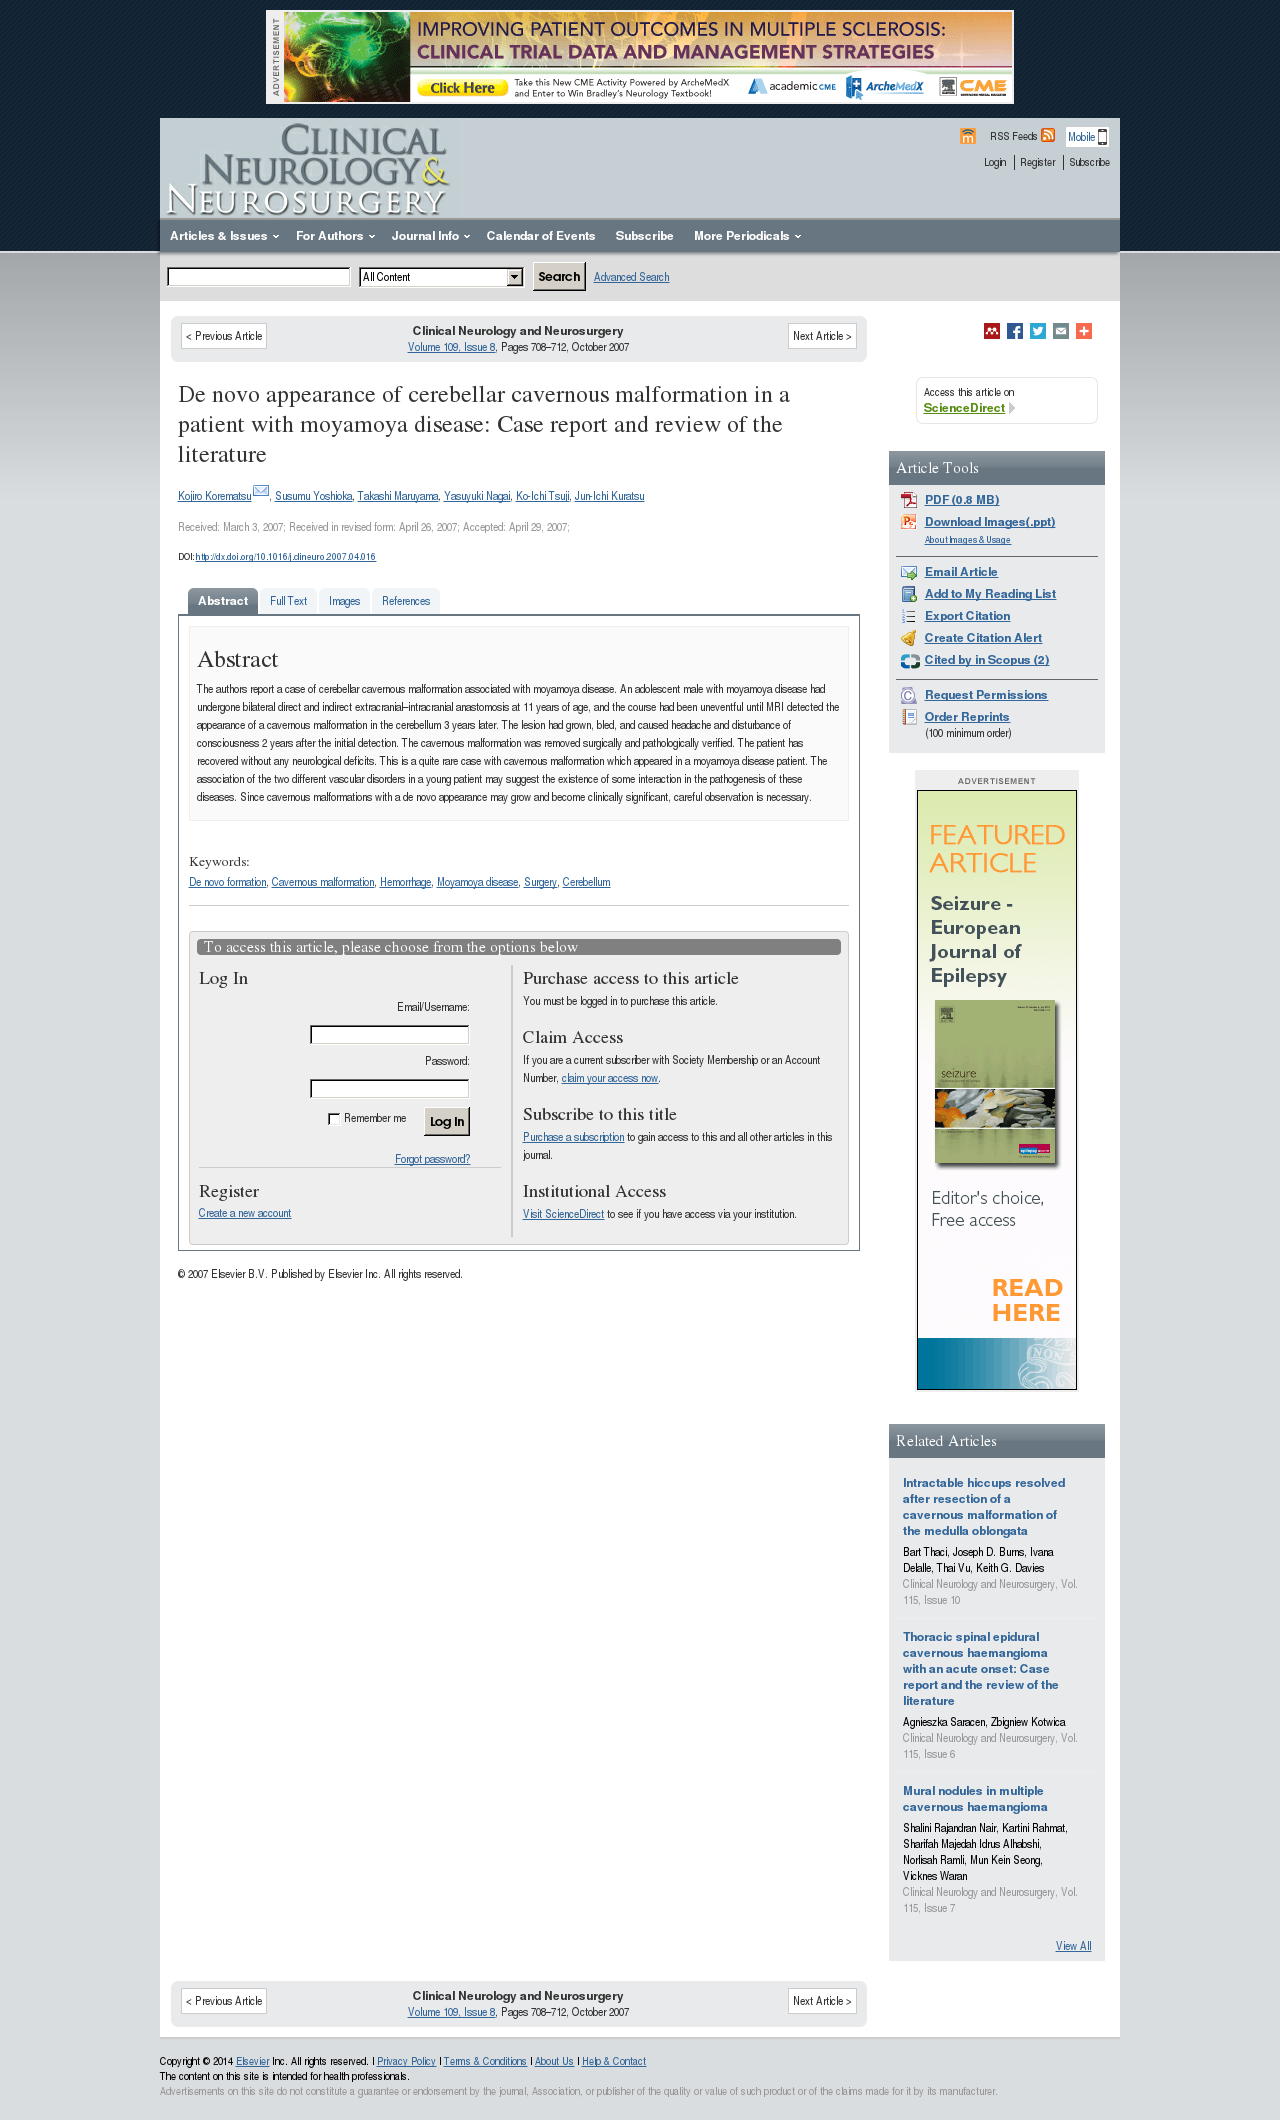 ADVERTISEMENT
IMPROVING PATIENT OUTCOMES IN MULTIPLE SCLEROSIS:
CLINICAL TRIAL DATA AND MANAGEMENT STRATEGIES
Click Here
Take this New CME Activity Powered by ArcheMedX
and Enter to Win Bradley's Neurology Textbook!
academic CME
ArcheMedX
CME
CLINICAL
NEUROLOGY &
NEUROSURGERY
RSS Feeds
Mobile
Login | Register | Subscribe
Articles & Issues For Authors Journal Info Calendar of Events Subscribe More Periodicals
All Content Search Advanced Search
< Previous Article
Clinical Neurology and Neurosurgery
Volume 109, Issue 8, Pages 708–712, October 2007
Next Article >
De novo appearance of cerebellar cavernous malformation in a
patient with moyamoya disease: Case report and review of the
literature
Kojiro Korematsu, Susumu Yoshioka, Takashi Maruyama, Yasuyuki Nagai, Ko-Ichi Tsuji, Jun-Ichi Kuratsu
Received: March 3, 2007; Received in revised form: April 26, 2007; Accepted: April 29, 2007;
DOI: http://dx.doi.org/10.1016/j.clineuro.2007.04.016
Abstract Full Text Images References
Abstract
The authors report a case of cerebellar cavernous malformation associated with moyamoya disease. An adolescent male with moyamoya disease had
undergone bilateral direct and indirect extracranial–intracranial anastomosis at 11 years of age, and the course had been uneventful until MRI detected the
appearance of a cavernous malformation in the cerebellum 3 years later. The lesion had grown, bled, and caused headache and disturbance of
consciousness 2 years after the initial detection. The cavernous malformation was removed surgically and pathologically verified. The patient has
recovered without any neurological deficits. This is a quite rare case with cavernous malformation which appeared in a moyamoya disease patient. The
association of the two different vascular disorders in a young patient may suggest the existence of some interaction in the pathogenesis of these
diseases. Since cavernous malformations with a de novo appearance may grow and become clinically significant, careful observation is necessary.
Keywords:
De novo formation, Cavernous malformation, Hemorrhage, Moyamoya disease, Surgery, Cerebellum
To access this article, please choose from the options below
Log In
Email/Username:
Password:
Remember me
Log In
Forgot password?
Register
Create a new account
Purchase access to this article
You must be logged in to purchase this article.
Claim Access
If you are a current subscriber with Society Membership or an Account
Number, claim your access now.
Subscribe to this title
Purchase a subscription to gain access to this and all other articles in this
journal.
Institutional Access
Visit ScienceDirect to see if you have access via your institution.
© 2007 Elsevier B.V. Published by Elsevier Inc. All rights reserved.
Access this article on
ScienceDirect
Article Tools
PDF (0.8 MB)
Download Images(.ppt)
About Images & Usage
Email Article
Add to My Reading List
Export Citation
Create Citation Alert
Cited by in Scopus (2)
Request Permissions
Order Reprints
(100 minimum order)
ADVERTISEMENT
FEATURED
ARTICLE
Seizure -
European
Journal of
Epilepsy
seizure
Editor's choice,
Free access
READ
HERE
Related Articles
Intractable hiccups resolved
after resection of a
cavernous malformation of
the medulla oblongata
Bart Thaci, Joseph D. Burns, Ivana
Delalle, Thai Vu, Keith G. Davies
Clinical Neurology and Neurosurgery, Vol.
115, Issue 10
Thoracic spinal epidural
cavernous haemangioma
with an acute onset: Case
report and the review of the
literature
Agnieszka Saracen, Zbigniew Kotwica
Clinical Neurology and Neurosurgery, Vol.
115, Issue 6
Mural nodules in multiple
cavernous haemangioma
Shalini Rajandran Nair, Kartini Rahmat,
Sharifah Majedah Idrus Alhabshi,
Norlisah Ramli, Mun Kein Seong,
Vicknes Waran
Clinical Neurology and Neurosurgery, Vol.
115, Issue 7
View All
< Previous Article
Clinical Neurology and Neurosurgery
Volume 109, Issue 8, Pages 708–712, October 2007
Next Article >
Copyright © 2014 Elsevier Inc. All rights reserved. | Privacy Policy | Terms & Conditions | About Us | Help & Contact
The content on this site is intended for health professionals.
Advertisements on this site do not constitute a guarantee or endorsement by the journal, Association, or publisher of the quality or value of such product or of the claims made for it by its manufacturer.